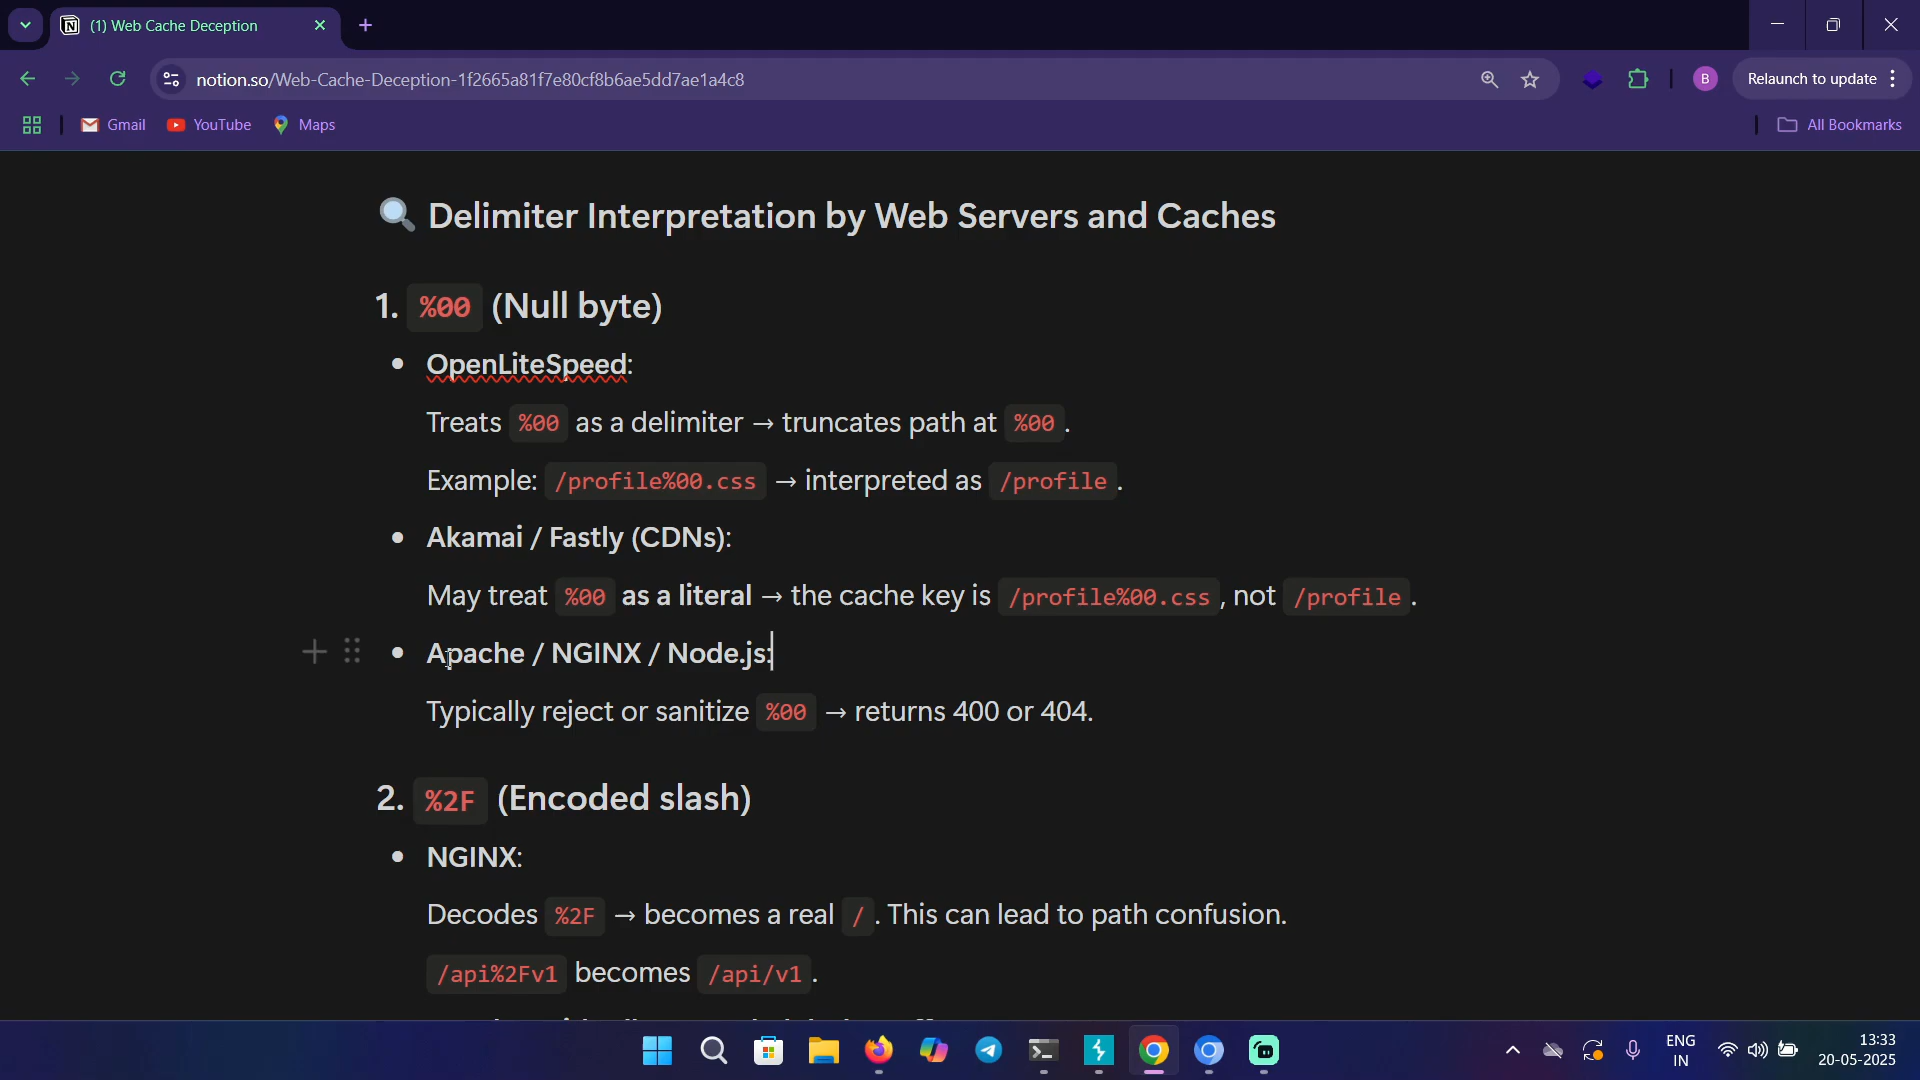 (1) Web Cache Deception
notion.so/Web-Cache-Deception-1f2665a81f7e80cf8b6ae5dd7ae1a4c8
B
Relaunch to update
Gmail
YouTube
Maps
All Bookmarks
🔍 Delimiter Interpretation by Web Servers and Caches
1. %00 (Null byte)
• OpenLiteSpeed:
Treats %00 as a delimiter → truncates path at %00 .
Example: /profile%00.css → interpreted as /profile .
• Akamai / Fastly (CDNs):
May treat %00 as a literal → the cache key is /profile%00.css , not /profile .
• Apache / NGINX / Node.js:
Typically reject or sanitize %00 → returns 400 or 404.
2. %2F (Encoded slash)
• NGINX:
Decodes %2F → becomes a real / . This can lead to path confusion.
/api%2Fv1 becomes /api/v1 .
ENG
IN
13:33
20-05-2025